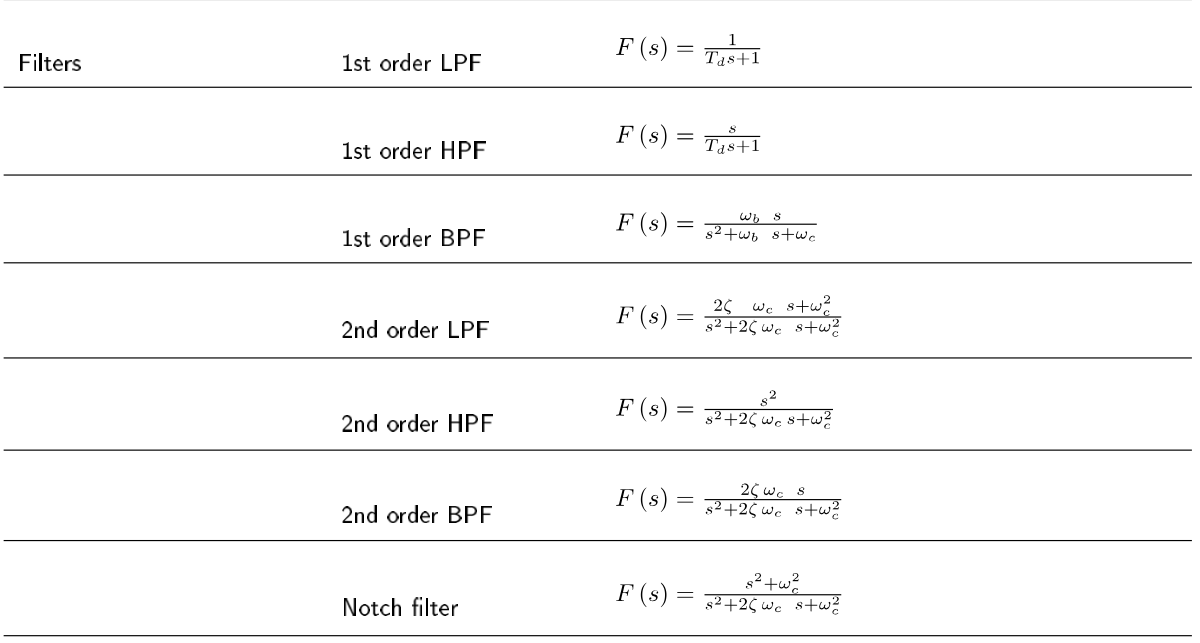 Filters 1st order LPF F (s) = \frac{1}{T_d s+1}
1st order HPF F (s) = \frac{s}{T_d s+1}
1st order BPF F (s) = \frac{\omega_b \ s}{s^2+\omega_b \ s+\omega_c}
2nd order LPF F (s) = \frac{2\zeta \ \omega_c \ s+\omega_c^2}{s^2+2\zeta \omega_c \ s+\omega_c^2}
2nd order HPF F (s) = \frac{s^2}{s^2+2\zeta \omega_c s+\omega_c^2}
2nd order BPF F (s) = \frac{2\zeta \omega_c \ s}{s^2+2\zeta \omega_c \ s+\omega_c^2}
Notch filter F (s) = \frac{s^2+\omega_c^2}{s^2+2\zeta \omega_c \ s+\omega_c^2}